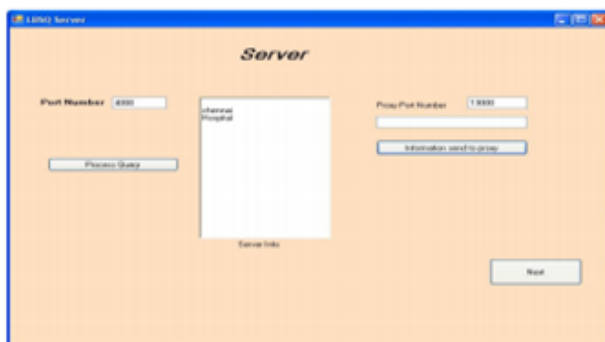 LBSQ Server
Server
Port Number
Proxy Port Number
chennai
Hospital
Process Query
Information send to proxy
Server Info
Next